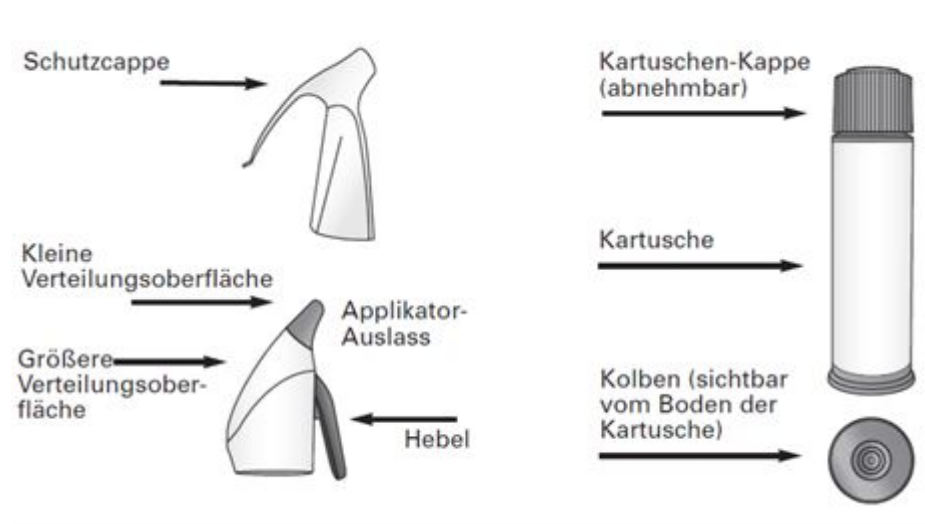 Schutzcappe
Kleine
Verteilungsoberfläche
Applikator-
Auslass
Größere
Verteilungsober-
fläche
Hebel
Kartuschen-Kappe
(abnehmbar)
Kartusche
Kolben (sichtbar
vom Boden der
Kartusche)